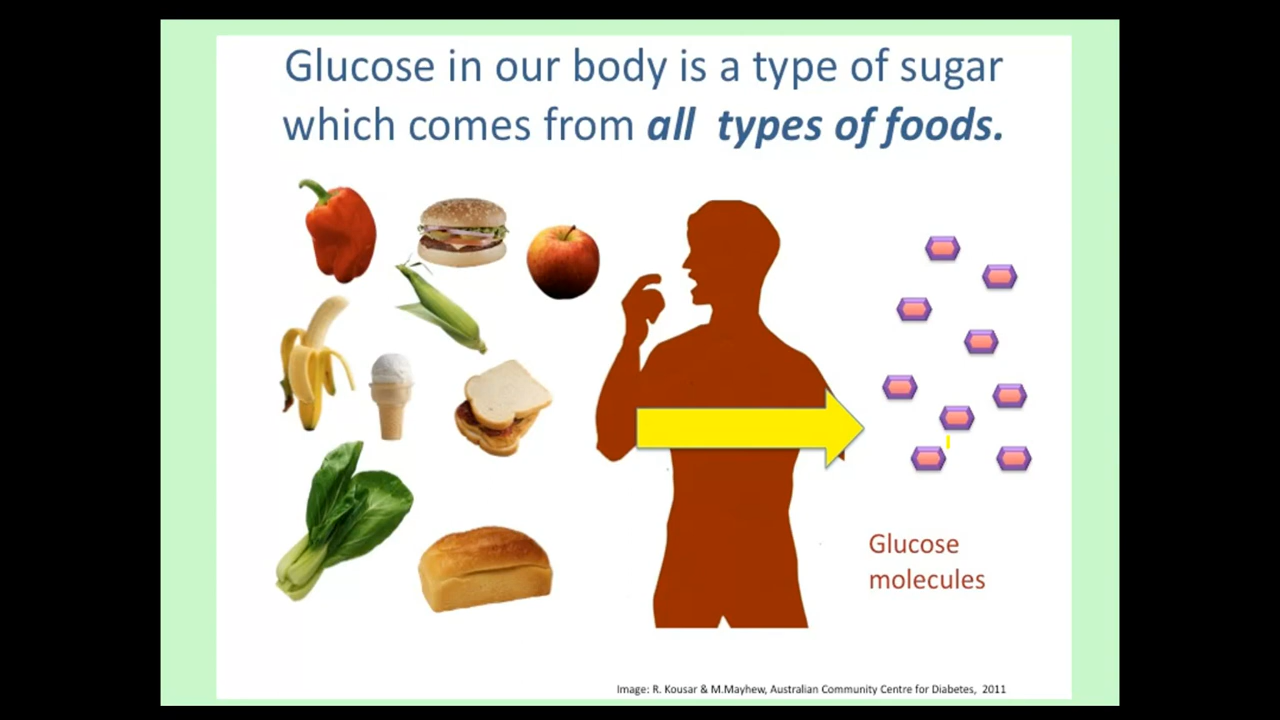 Glucose in our body is a type of sugar
which comes from all types of foods.
Glucose
molecules
Image: R. Kousar & M.Mayhew, Australian Community Centre for Diabetes, 2011